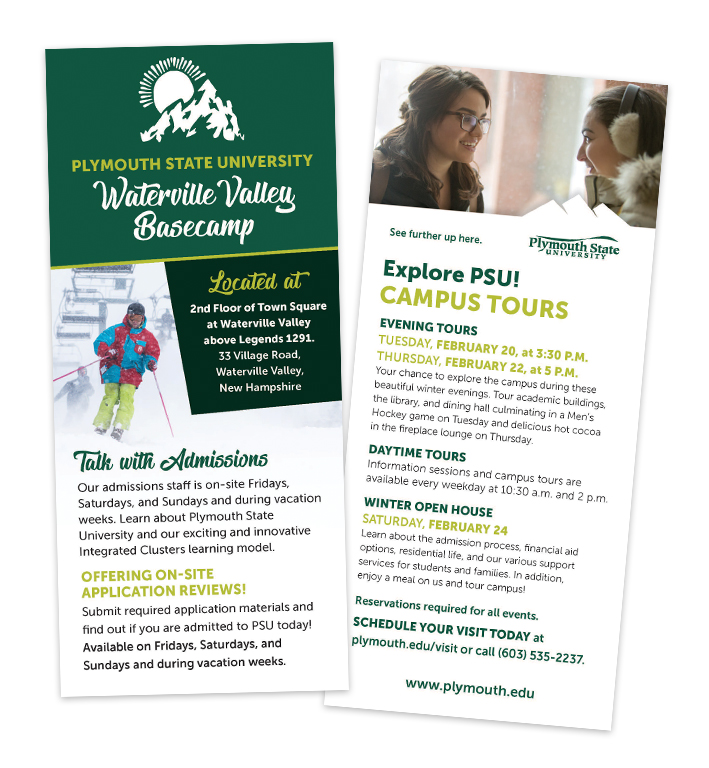 PLYMOUTH STATE UNIVERSITY
Waterville Valley
Basecamp
Located at
2nd Floor of Town Square
at Waterville Valley
above Legends 1291.
33 Village Road,
Waterville Valley,
New Hampshire
Talk with Admissions
Our admissions staff is on-site Fridays,
Saturdays, and Sundays and during vacation
weeks. Learn about Plymouth State
University and our exciting and innovative
Integrated Clusters learning model.
OFFERING ON-SITE
APPLICATION REVIEWS!
Submit required application materials and
find out if you are admitted to PSU today!
Available on Fridays, Saturdays, and
Sundays and during vacation weeks.
See further up here.
Plymouth State
UNIVERSITY
Explore PSU!
CAMPUS TOURS
EVENING TOURS
TUESDAY, FEBRUARY 20, at 3:30 P.M.
THURSDAY, FEBRUARY 22, at 5 P.M.
Your chance to explore the campus during these
beautiful winter evenings. Tour academic buildings,
the library, and dining hall culminating in a Men's
Hockey game on Tuesday and delicious hot cocoa
in the fireplace lounge on Thursday.
DAYTIME TOURS
Information sessions and campus tours are
available every weekday at 10:30 a.m. and 2 p.m.
WINTER OPEN HOUSE
SATURDAY, FEBRUARY 24
Learn about the admission process, financial aid
options, residential life, and our various support
services for students and families. In addition,
enjoy a meal on us and tour campus!
Reservations required for all events.
SCHEDULE YOUR VISIT TODAY at
plymouth.edu/visit or call (603) 535-2237.
www.plymouth.edu